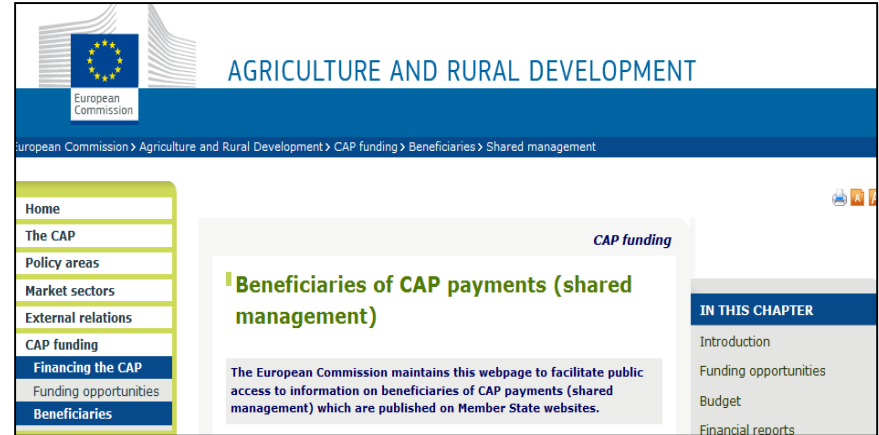 European
Commission
AGRICULTURE AND RURAL DEVELOPMENT
European Commission > Agriculture and Rural Development > CAP funding > Beneficiaries > Shared management
Home
The CAP
Policy areas
Market sectors
External relations
CAP funding
Financing the CAP
Funding opportunities
Beneficiaries
CAP funding
Beneficiaries of CAP payments (shared
management)
The European Commission maintains this webpage to facilitate public
access to information on beneficiaries of CAP payments (shared
management) which are published on Member State websites.
A
IN THIS CHAPTER
Introduction
Funding opportunities
Budget
Financial reports